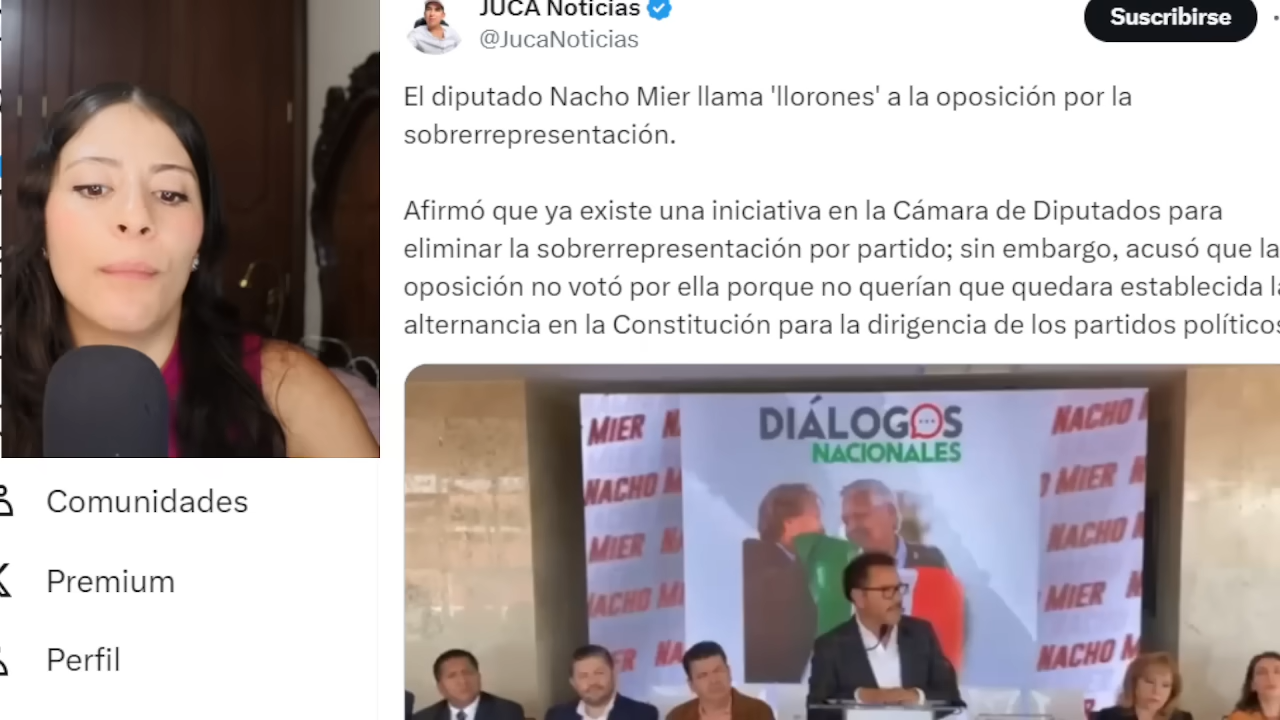 JUCA Noticias
@JucaNoticias
Suscribirse
El diputado Nacho Mier llama 'llorones' a la oposición por la
sobrerrepresentación.
Afirmó que ya existe una iniciativa en la Cámara de Diputados para
eliminar la sobrerrepresentación por partido; sin embargo, acusó que la
oposición no votó por ella porque no querían que quedara establecida la
alternancia en la Constitución para la dirigencia de los partidos políticos
DIÁLOGOS
NACIONALES
MIER
NACHO
NACHO M
MIER
MIER
NACHO
NACHO MI
MIER
NACHO M
Comunidades
Premium
Perfil